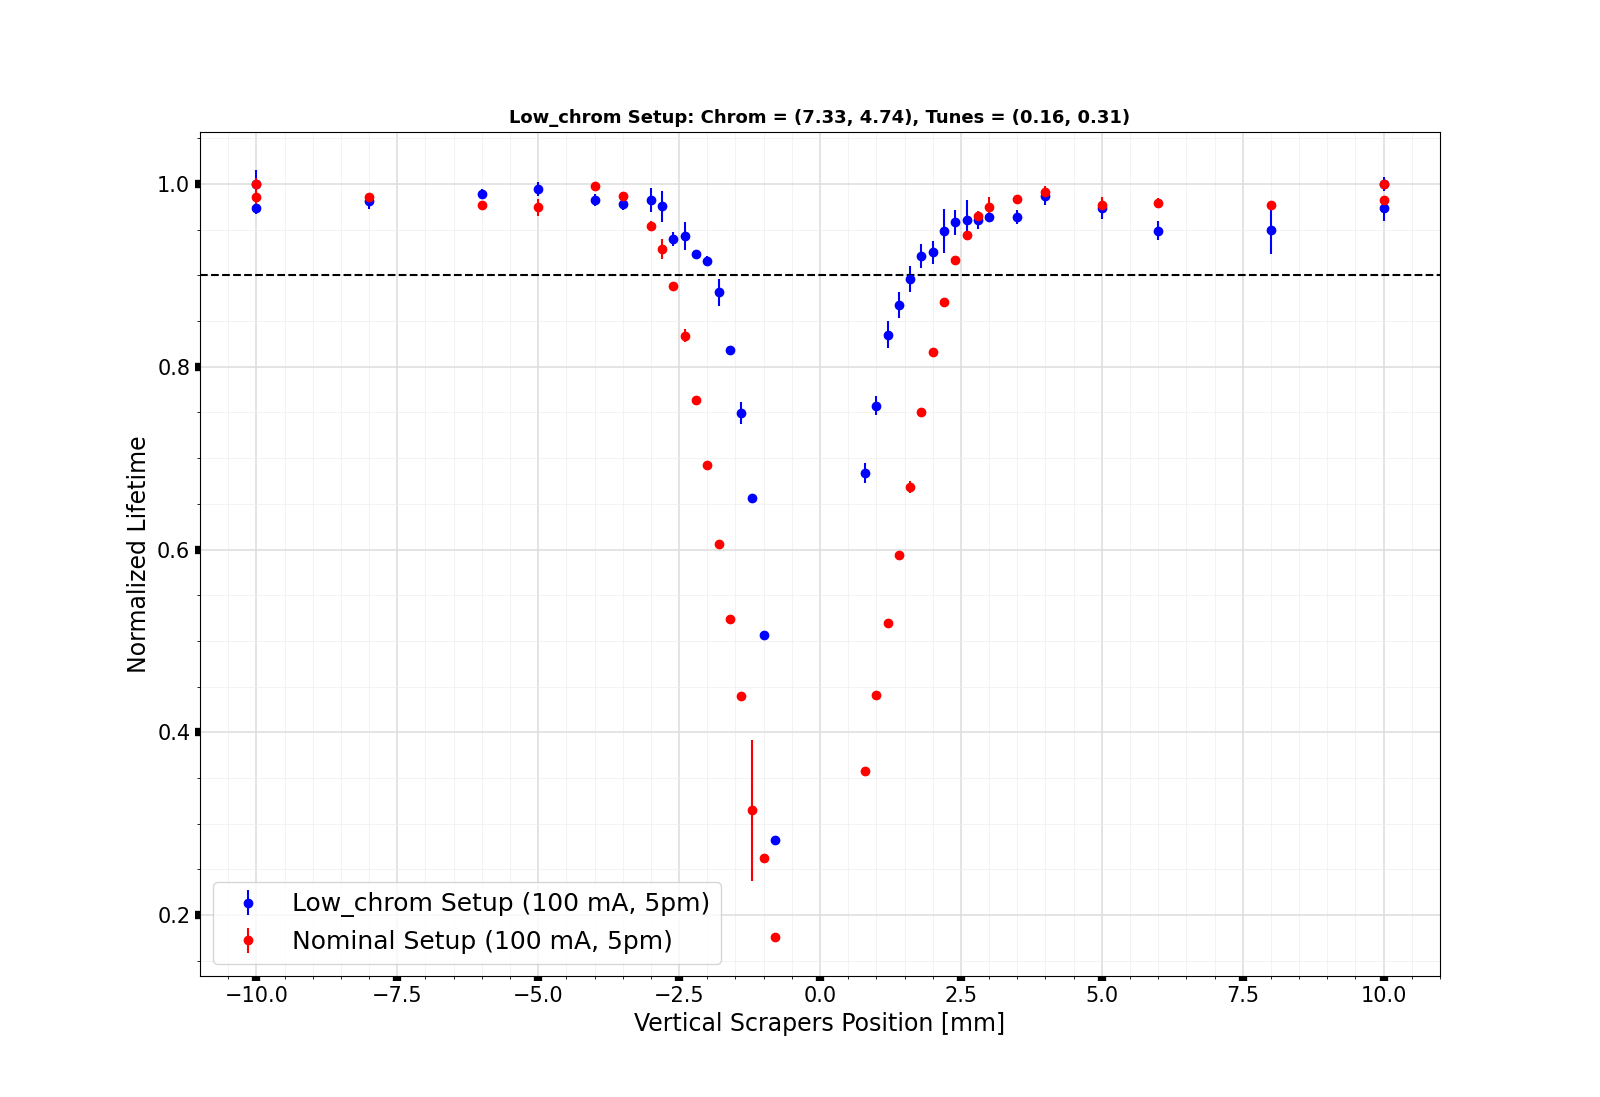 Low_chrom Setup: Chrom = (7.33, 4.74), Tunes = (0.16, 0.31)
Normalized Lifetime
1.0
0.8
0.6
0.4
0.2
Low_chrom Setup (100 mA, 5pm)
Nominal Setup (100 mA, 5pm)
−10.0 −7.5 −5.0 −2.5 0.0 2.5 5.0 7.5 10.0
Vertical Scrapers Position [mm]